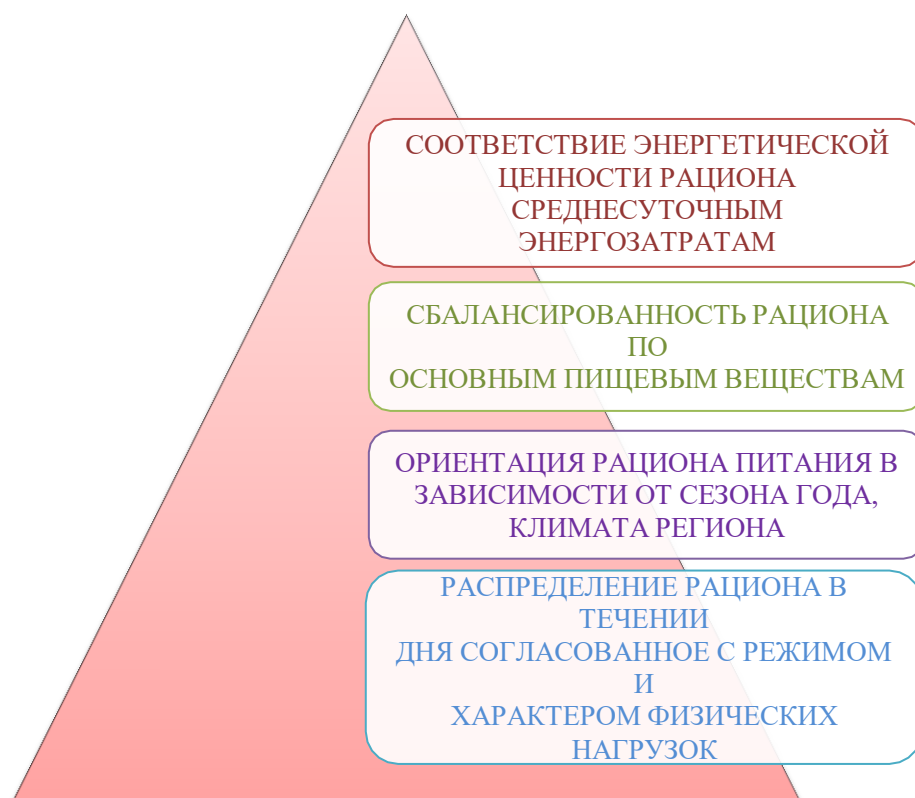 СООТВЕТСТВИЕ ЭНЕРГЕТИЧЕСКОЙ
ЦЕННОСТИ РАЦИОНА
СРЕДНЕСУТОЧНЫМ
ЭНЕРГОЗАТРАТАМ
СБАЛАНСИРОВАННОСТЬ РАЦИОНА
ПО
ОСНОВНЫМ ПИЩЕВЫМ ВЕЩЕСТВАМ
ОРИЕНТАЦИЯ РАЦИОНА ПИТАНИЯ В
ЗАВИСИМОСТИ ОТ СЕЗОНА ГОДА,
КЛИМАТА РЕГИОНА
РАСПРЕДЕЛЕНИЕ РАЦИОНА В
ТЕЧЕНИИ
ДНЯ СОГЛАСОВАННОЕ С РЕЖИМОМ
И
ХАРАКТЕРОМ ФИЗИЧЕСКИХ
НАГРУЗОК